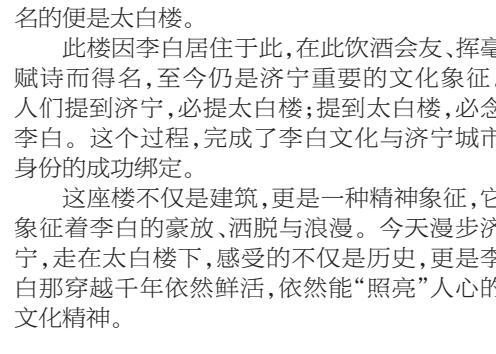 名的便是太白楼。
此楼因李白居住于此,在此饮酒会友、挥毫
赋诗而得名,至今仍是济宁重要的文化象征。
人们提到济宁,必提太白楼;提到太白楼,必念
李白。这个过程,完成了李白文化与济宁城市
身份的成功绑定。
这座楼不仅是建筑,更是一种精神象征,它
象征着李白的豪放、洒脱与浪漫。今天漫步济
宁,走在太白楼下,感受的不仅是历史,更是李
白那穿越千年依然鲜活,依然能“照亮”人心的
文化精神。